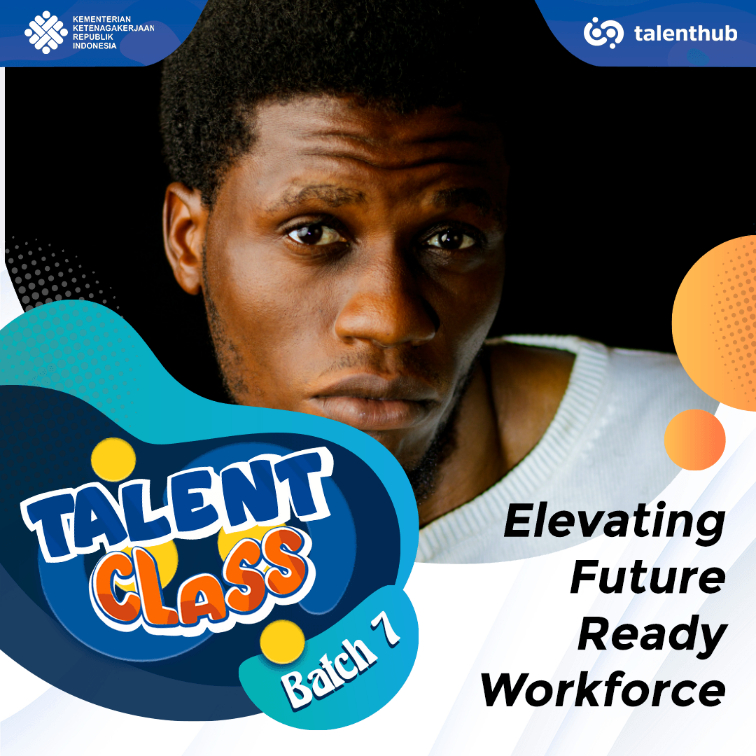 KEMENTERIAN
KETENAGAKERJAAN
REPUBLIK
INDONESIA
talenthub
TALENT
CLASS
Batch 7
Elevating
Future
Ready
Workforce